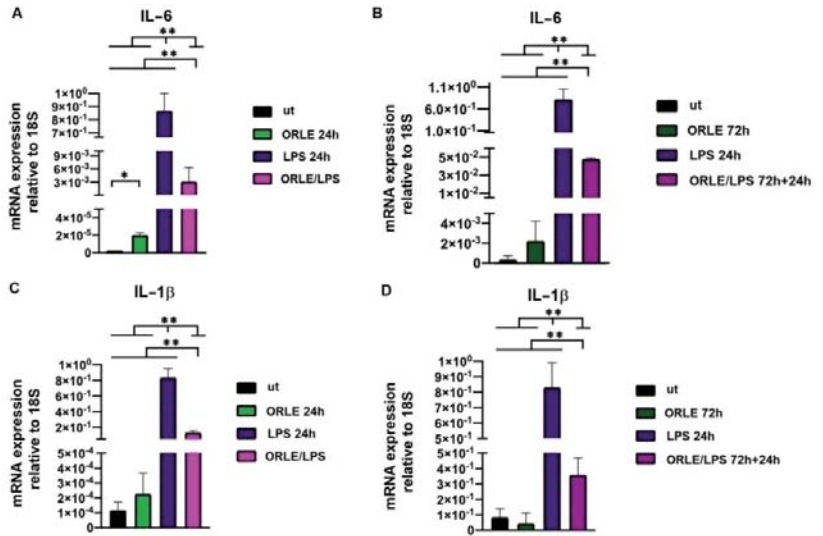 A
IL-6
**
**
mRNA expression
relative to 18S
1×10⁰
9×10⁻¹
8×10⁻¹
7×10⁻¹
9×10⁻³
6×10⁻³
3×10⁻³
4×10⁻⁵
2×10⁻⁵
0
*
ut
ORLE 24h
LPS 24h
ORLE/LPS
B
IL-6
**
**
mRNA expression
relative to 18S
1.1×10⁰
6.0×10⁻¹
1.0×10⁻¹
5×10⁻²
3×10⁻²
1×10⁻²
4×10⁻³
2×10⁻³
0
ut
ORLE 72h
LPS 24h
ORLE/LPS 72h+24h
C
IL-1β
**
**
mRNA expression
relative to 18S
1×10⁰
8×10⁻¹
6×10⁻¹
4×10⁻¹
2×10⁻¹
5×10⁻⁴
4×10⁻⁴
3×10⁻⁴
2×10⁻⁴
1×10⁻⁴
0
ut
ORLE 24h
LPS 24h
ORLE/LPS
D
IL-1β
**
**
mRNA expression
relative to 18S
1×10⁰
9×10⁻¹
8×10⁻¹
7×10⁻¹
6×10⁻¹
5×10⁻¹
5×10⁻¹
4×10⁻¹
3×10⁻¹
2×10⁻¹
1×10⁻¹
0
ut
ORLE 72h
LPS 24h
ORLE/LPS 72h+24h